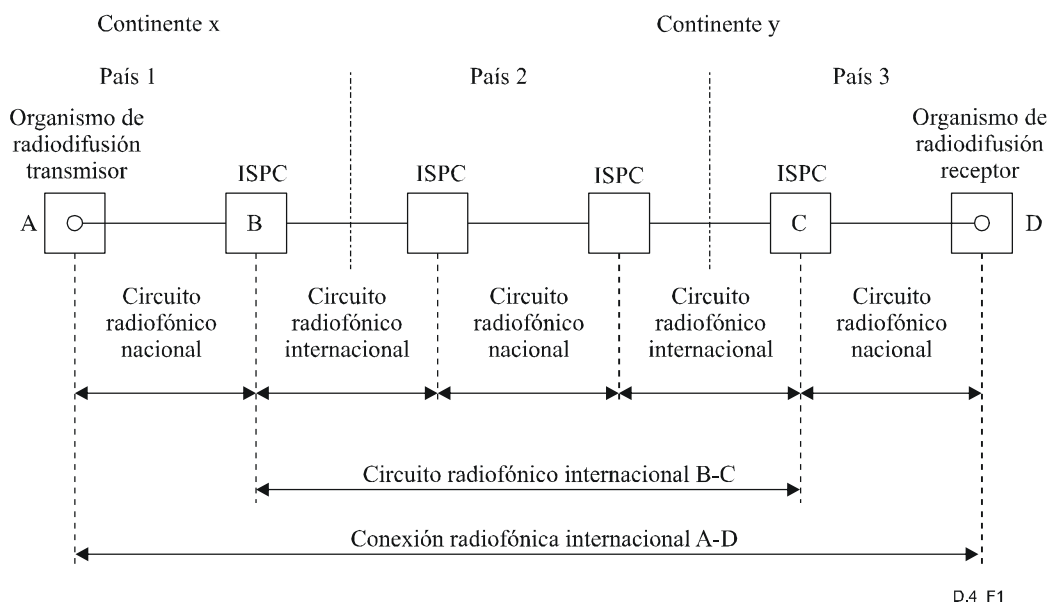 Continente x
Continente y
País 1
País 2
País 3
Organismo de
radiodifusión
transmisor
Organismo de
radiodifusión
receptor
ISPC
ISPC
ISPC
ISPC
A
B
C
D
Circuito
radiofónico
nacional
Circuito
radiofónico
internacional
Circuito
radiofónico
nacional
Circuito
radiofónico
internacional
Circuito
radiofónico
nacional
Circuito radiofónico internacional B-C
Conexión radiofónica internacional A-D
D.4_F1